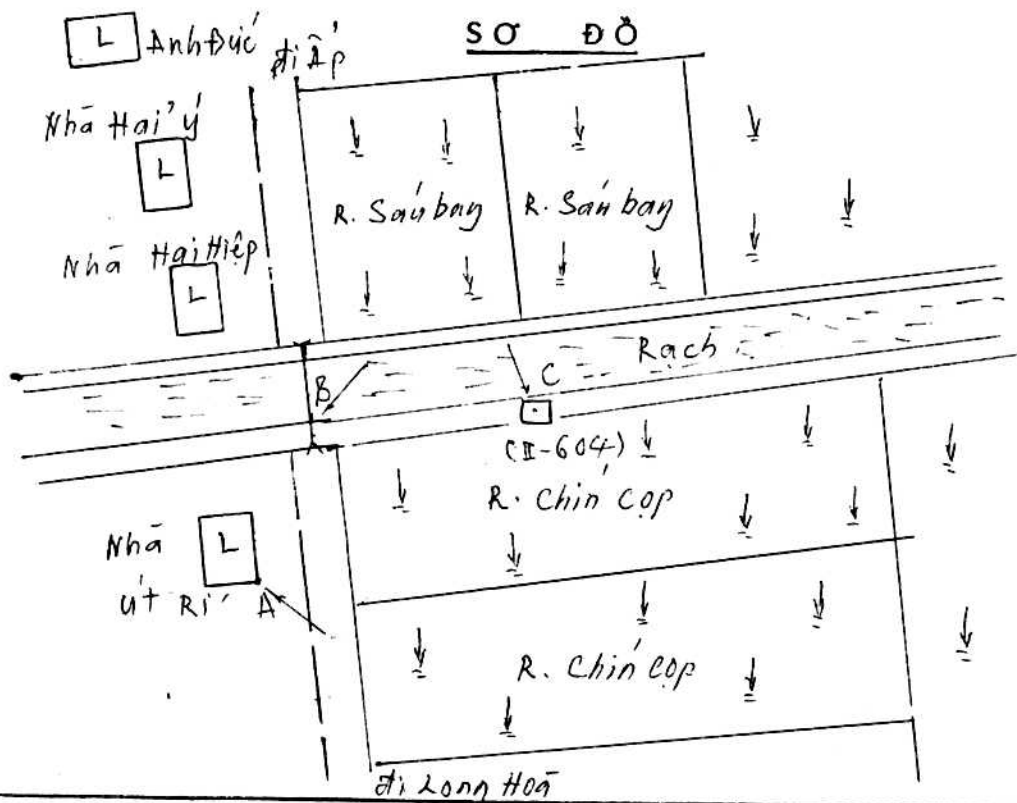 SƠ ĐỒ
L Anh Đức
đi Ấp
Nhà Hai Ý
L
R. Sáu bay
R. Sáu bay
Nhà Hai Hiệp
L
Rạch
B
C
(II-604)
R. Chín Cọp
Nhà
Út Rí
L
A
R. Chín Cọp
đi Long Hoà